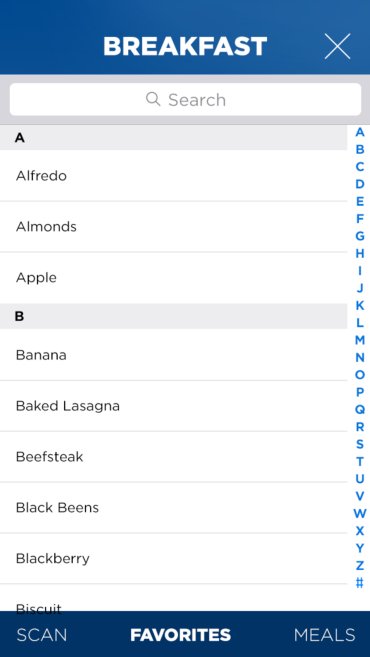 BREAKFAST
Search
A
Alfredo
Almonds
Apple
B
Banana
Baked Lasagna
Beefsteak
Black Beens
Blackberry
Biscuit
A
B
C
D
E
F
G
H
I
J
K
L
M
N
O
P
Q
R
S
T
U
V
W
X
Y
Z
#
SCAN FAVORITES MEALS